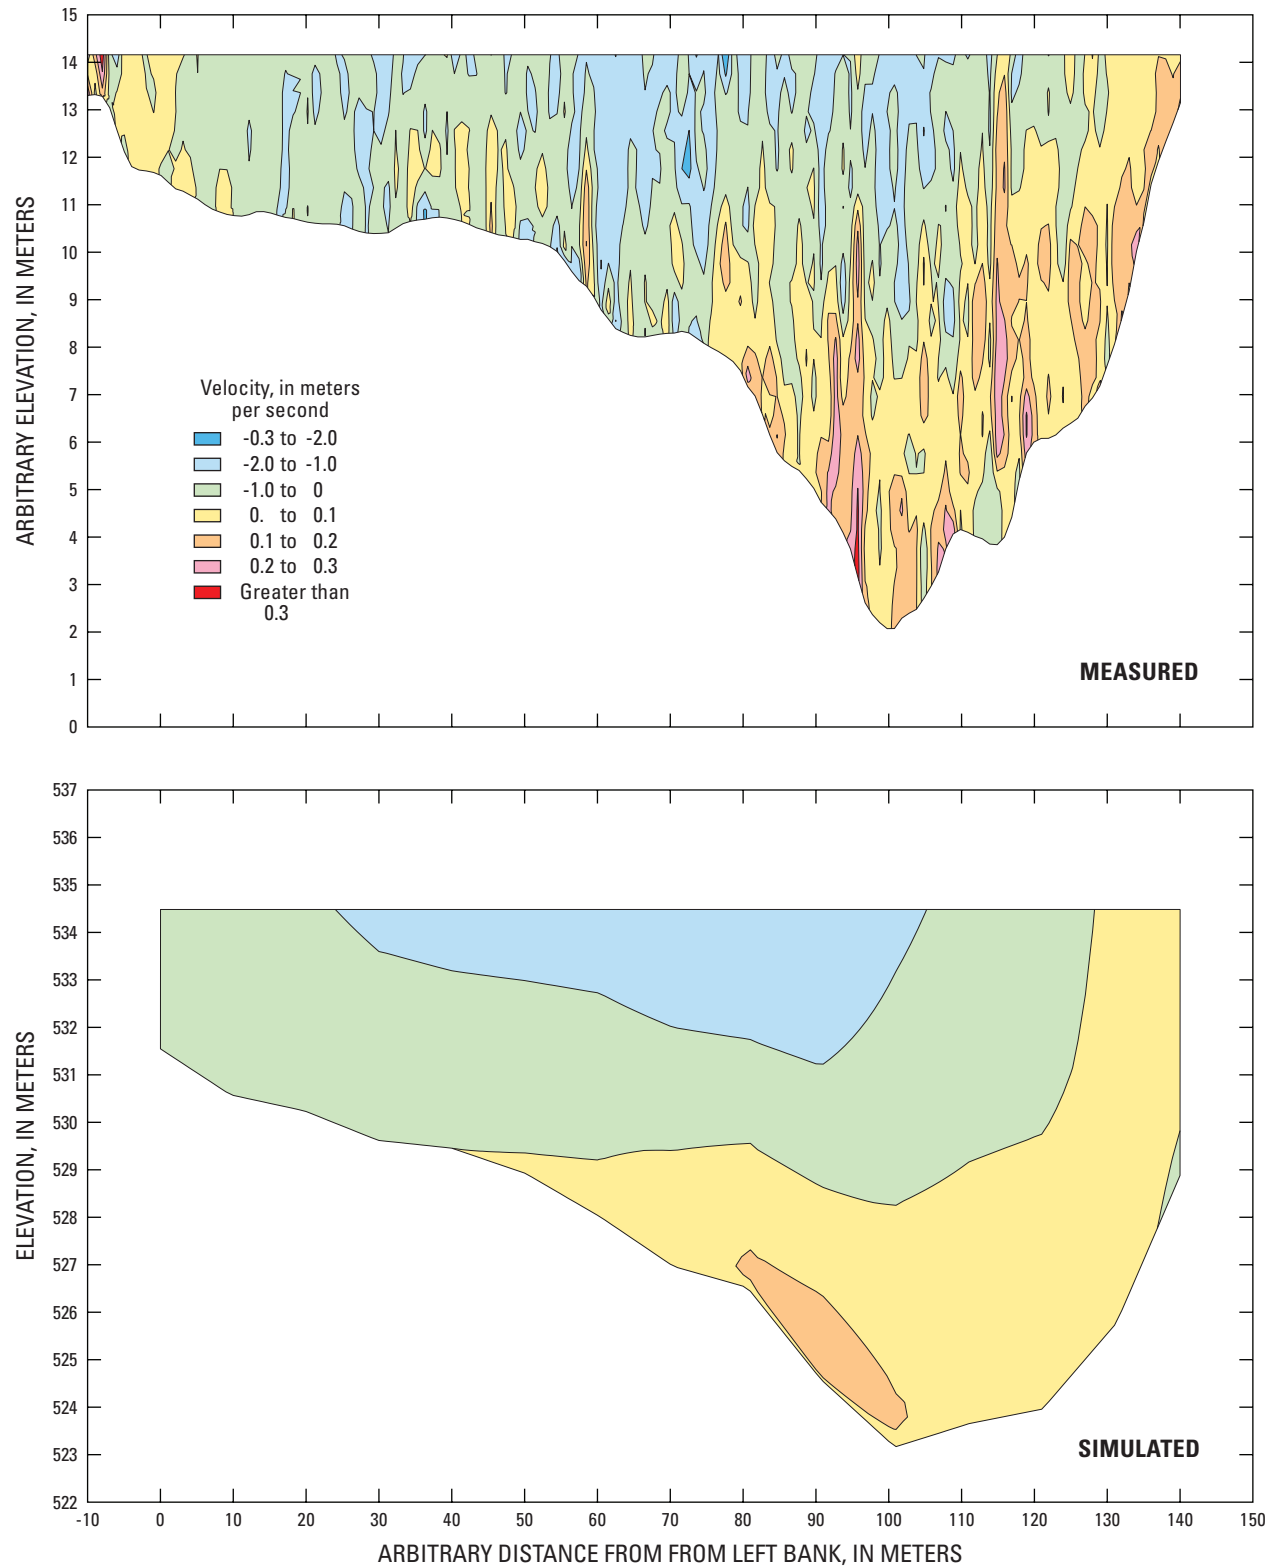 15
14
13
12
11
10
9
8
7
6
5
4
3
2
1
0
ARBITRARY ELEVATION, IN METERS
Velocity, in meters
per second
-0.3 to -2.0
-2.0 to -1.0
-1.0 to 0
0. to 0.1
0.1 to 0.2
0.2 to 0.3
Greater than
0.3
MEASURED
537
536
535
534
533
532
531
530
529
528
527
526
525
524
523
522
ELEVATION, IN METERS
SIMULATED
-10 0 10 20 30 40 50 60 70 80 90 100 110 120 130 140 150
ARBITRARY DISTANCE FROM FROM LEFT BANK, IN METERS